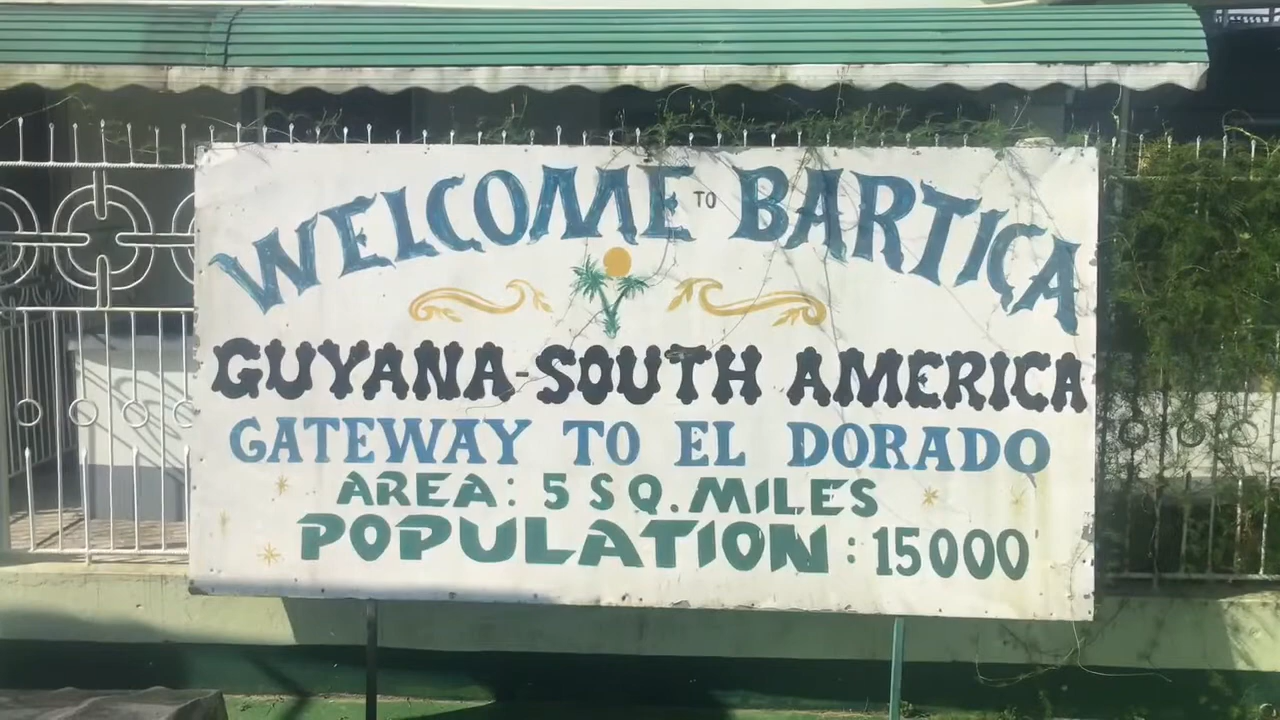 WELCOME TO BARTICA
GUYANA-SOUTH AMERICA
GATEWAY TO EL DORADO
AREA: 5 SQ. MILES
POPULATION: 15000